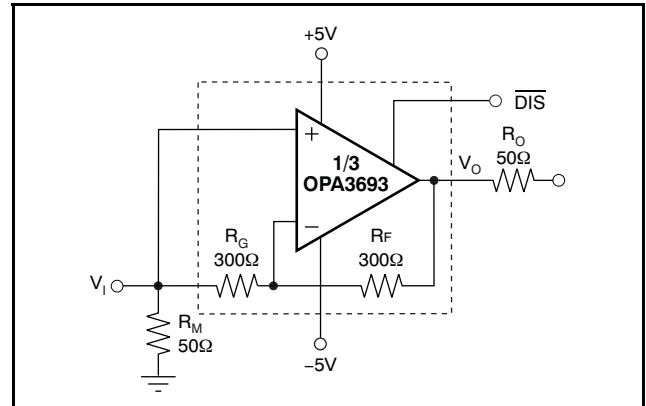 +5V
DIS
+
1/3
OPA3693
V_O
R_O
50Ω
−
R_G
300Ω
R_F
300Ω
V_I
R_M
50Ω
−5V